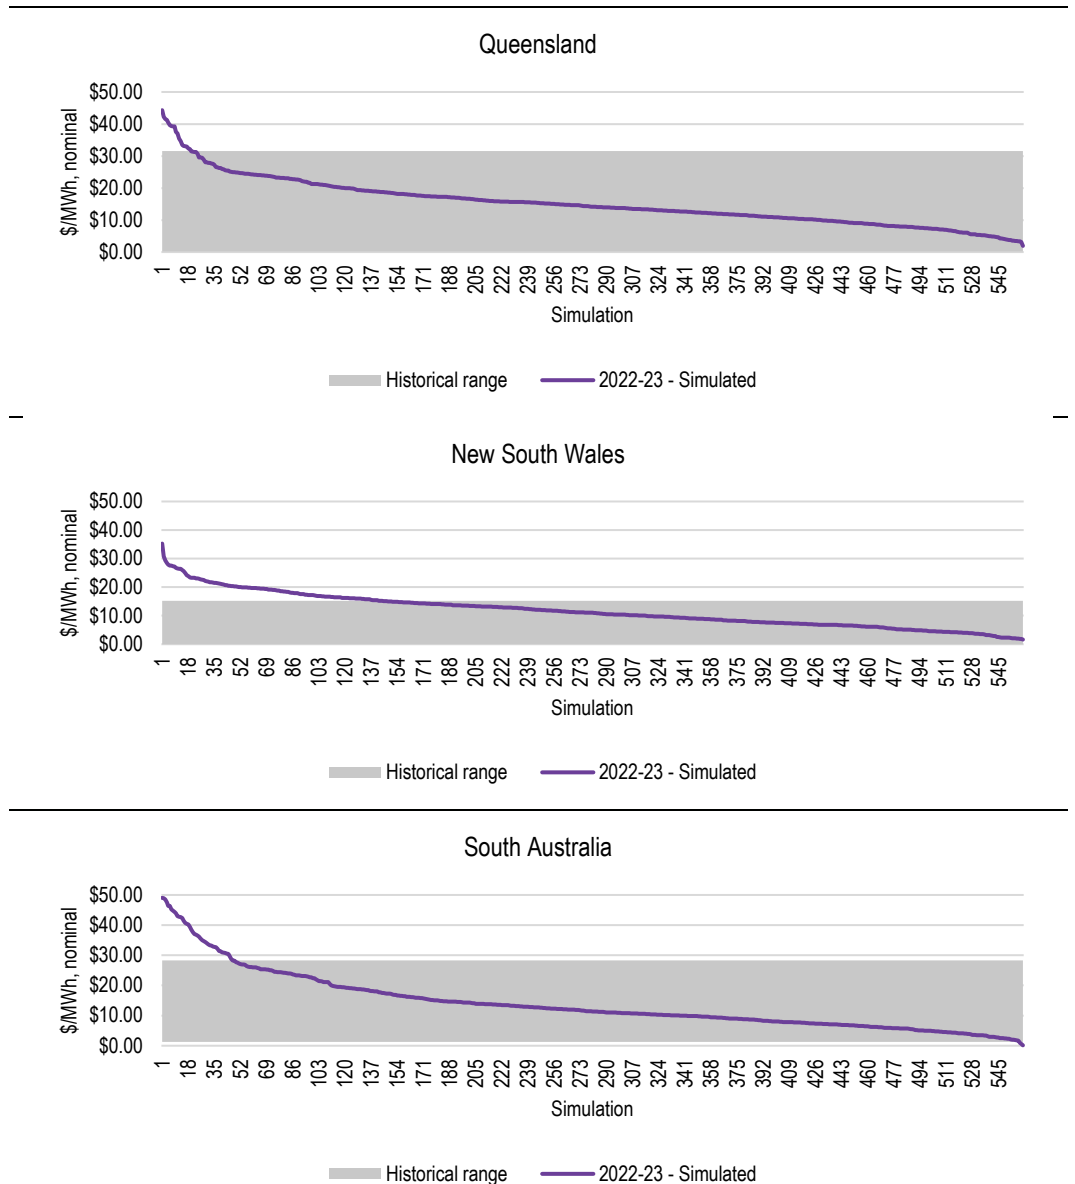 Queensland
$/MWh, nominal
$50.00
$40.00
$30.00
$20.00
$10.00
$0.00
1 18 35 52 69 86 103 120 137 154 171 188 205 222 239 256 273 290 307 324 341 358 375 392 409 426 443 460 477 494 511 528 545
Simulation
Historical range 2022-23 - Simulated
New South Wales
$/MWh, nominal
$50.00
$40.00
$30.00
$20.00
$10.00
$0.00
1 18 35 52 69 86 103 120 137 154 171 188 205 222 239 256 273 290 307 324 341 358 375 392 409 426 443 460 477 494 511 528 545
Simulation
Historical range 2022-23 - Simulated
South Australia
$/MWh, nominal
$50.00
$40.00
$30.00
$20.00
$10.00
$0.00
1 18 35 52 69 86 103 120 137 154 171 188 205 222 239 256 273 290 307 324 341 358 375 392 409 426 443 460 477 494 511 528 545
Simulation
Historical range 2022-23 - Simulated